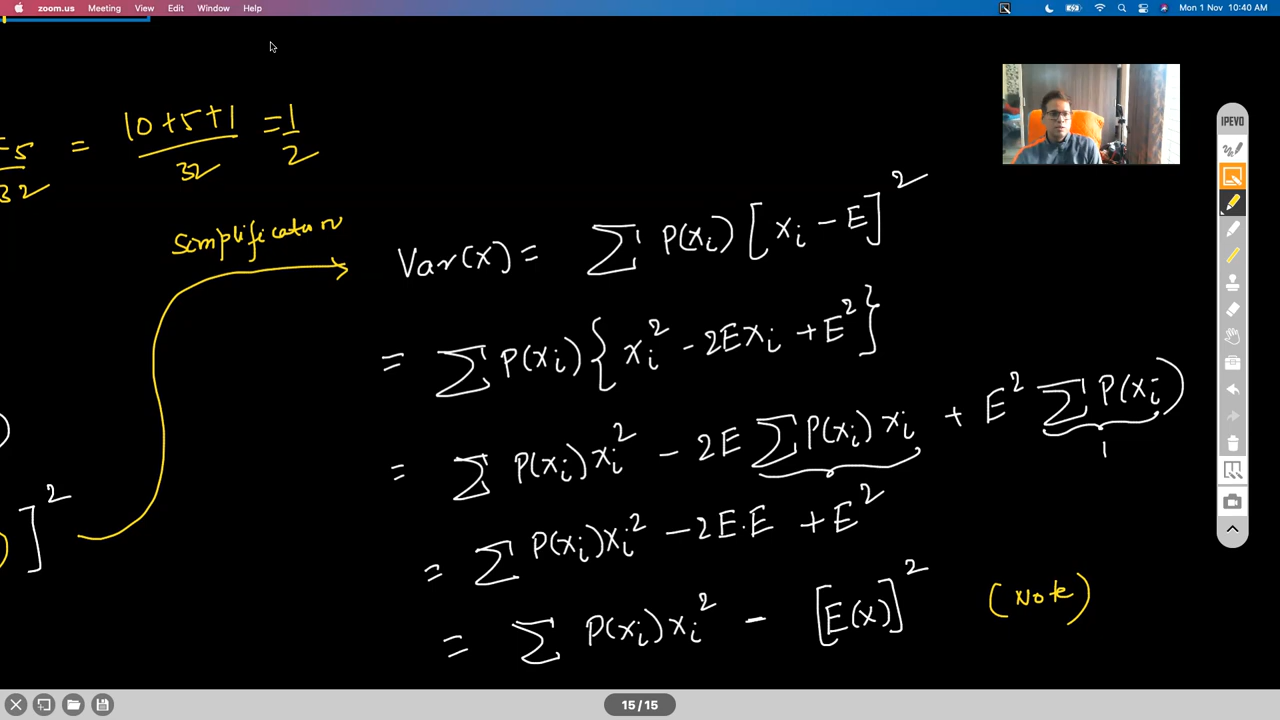 zoom.us Meeting View Edit Window Help Mon 1 Nov 10:40 AM
IPEVO
= 10+5+1/32 = 1/2
5/32
Simplification
Var(x) = ∑ P(xi) [xi - E]²
= ∑ P(xi) {xi² - 2Exi + E²}
= ∑ P(xi)xi² - 2E ∑ P(xi) xi + E² ∑ P(xi)
1
]²
= ∑ P(xi)xi² - 2E.E + E²
= ∑ P(xi)xi² - [E(x)]² (Note)
15/15